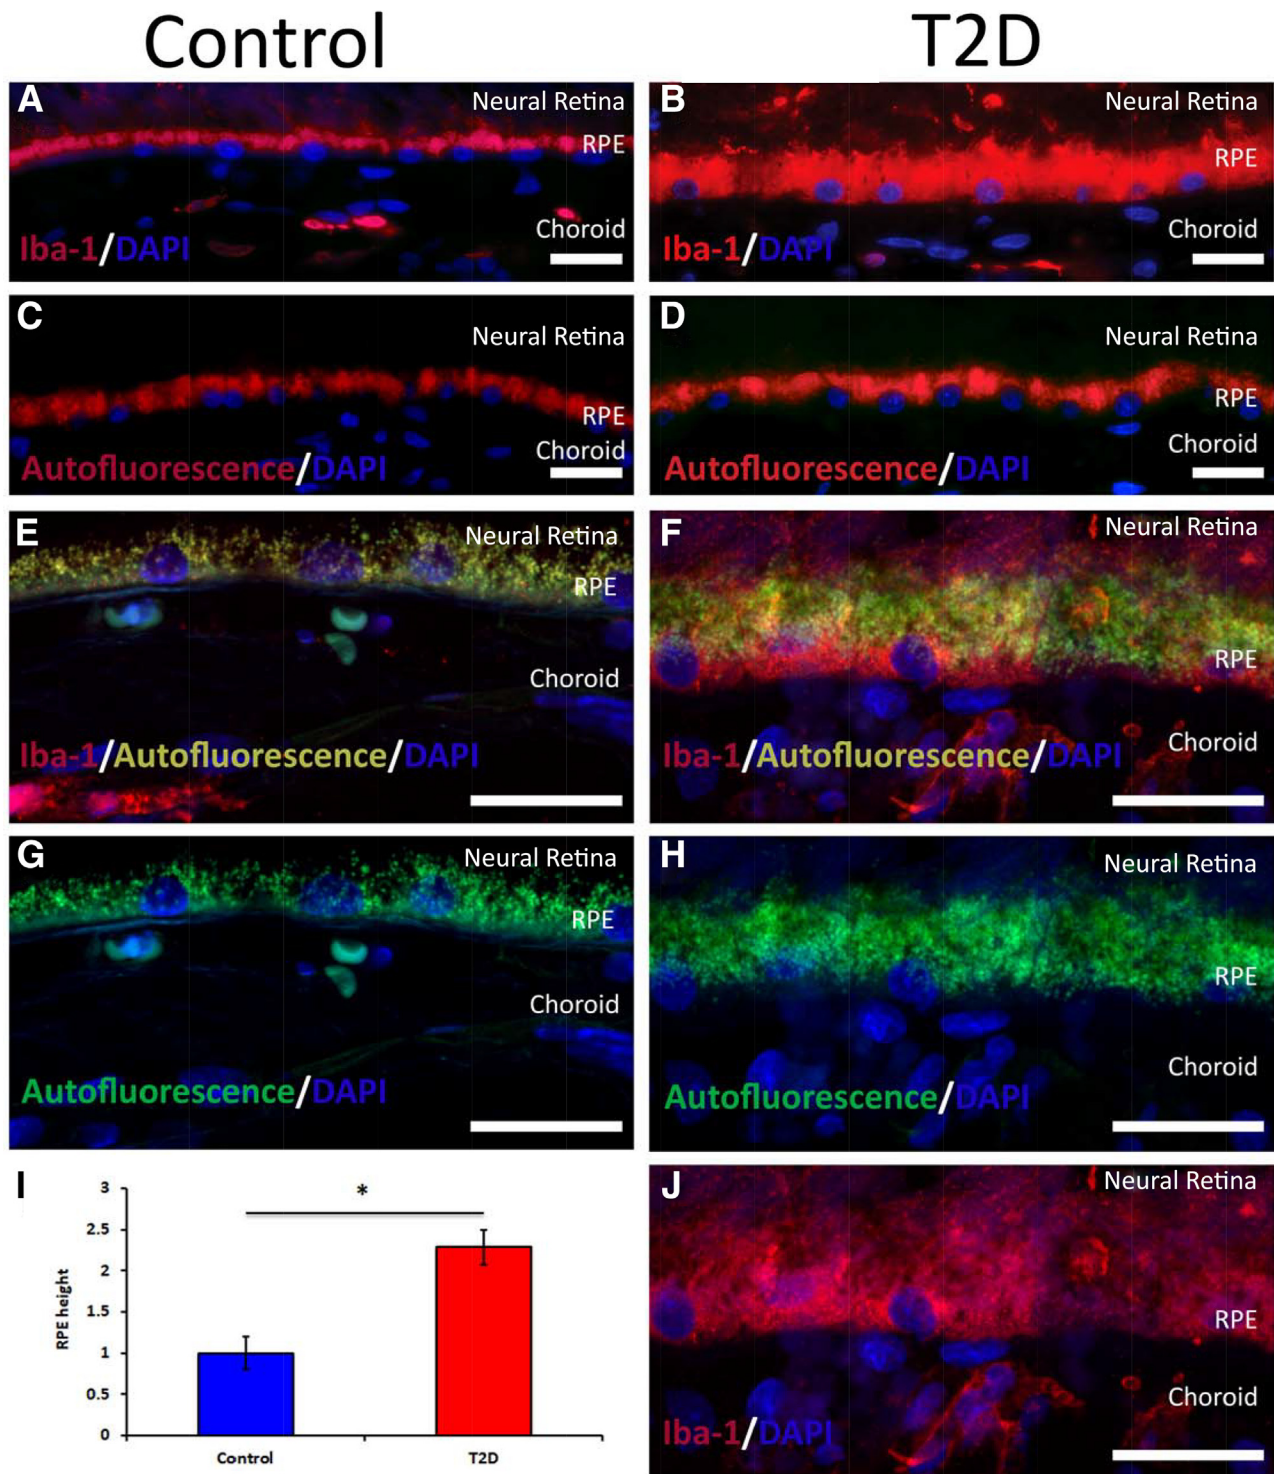 Control
T2D
A
Neural Retina
RPE
Choroid
Iba-1/DAPI
B
Neural Retina
RPE
Choroid
Iba-1/DAPI
C
Neural Retina
RPE
Choroid
Autofluorescence/DAPI
D
Neural Retina
RPE
Choroid
Autofluorescence/DAPI
E
Neural Retina
RPE
Choroid
Iba-1/Autofluorescence/DAPI
F
Neural Retina
RPE
Choroid
Iba-1/Autofluorescence/DAPI
G
Neural Retina
RPE
Choroid
Autofluorescence/DAPI
H
Neural Retina
RPE
Choroid
Autofluorescence/DAPI
I
RPE height
3
2.5
2
1.5
1
0.5
0
*
Control
T2D
J
Neural Retina
RPE
Choroid
Iba-1/DAPI